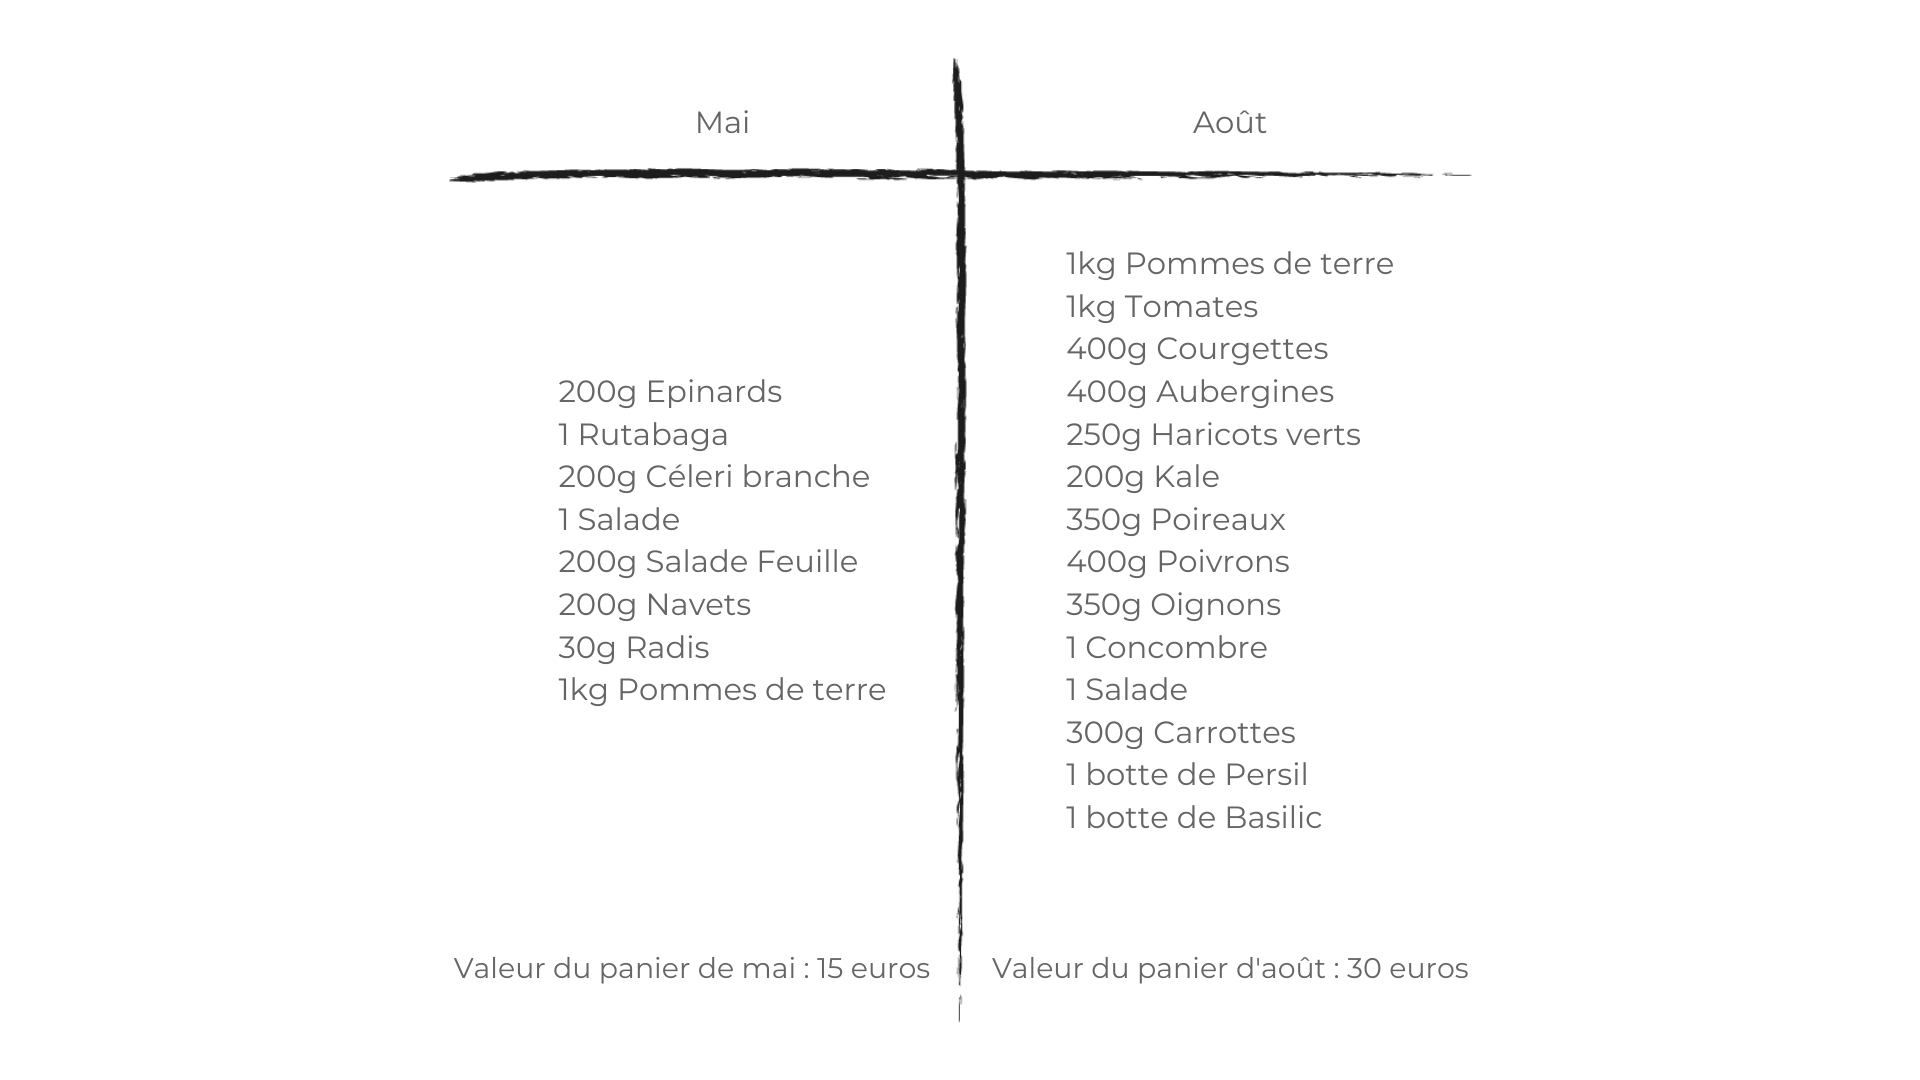 Mai
Août
200g Epinards
1 Rutabaga
200g Céleri branche
1 Salade
200g Salade Feuille
200g Navets
30g Radis
1kg Pommes de terre
1kg Pommes de terre
1kg Tomates
400g Courgettes
400g Aubergines
250g Haricots verts
200g Kale
350g Poireaux
400g Poivrons
350g Oignons
1 Concombre
1 Salade
300g Carrottes
1 botte de Persil
1 botte de Basilic
Valeur du panier de mai : 15 euros
Valeur du panier d'août : 30 euros